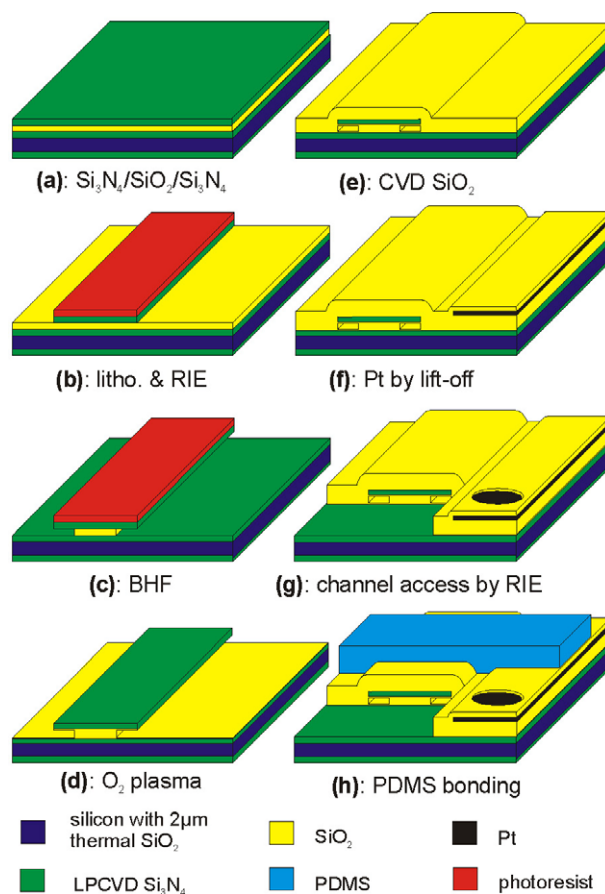 (a): Si₃N₄/SiO₂/Si₃N₄
(e): CVD SiO₂
(b): litho. & RIE
(f): Pt by lift-off
(c): BHF
(g): channel access by RIE
(d): O₂ plasma
(h): PDMS bonding
silicon with 2µm
thermal SiO₂
SiO₂
Pt
LPCVD Si₃N₄
PDMS
photoresist